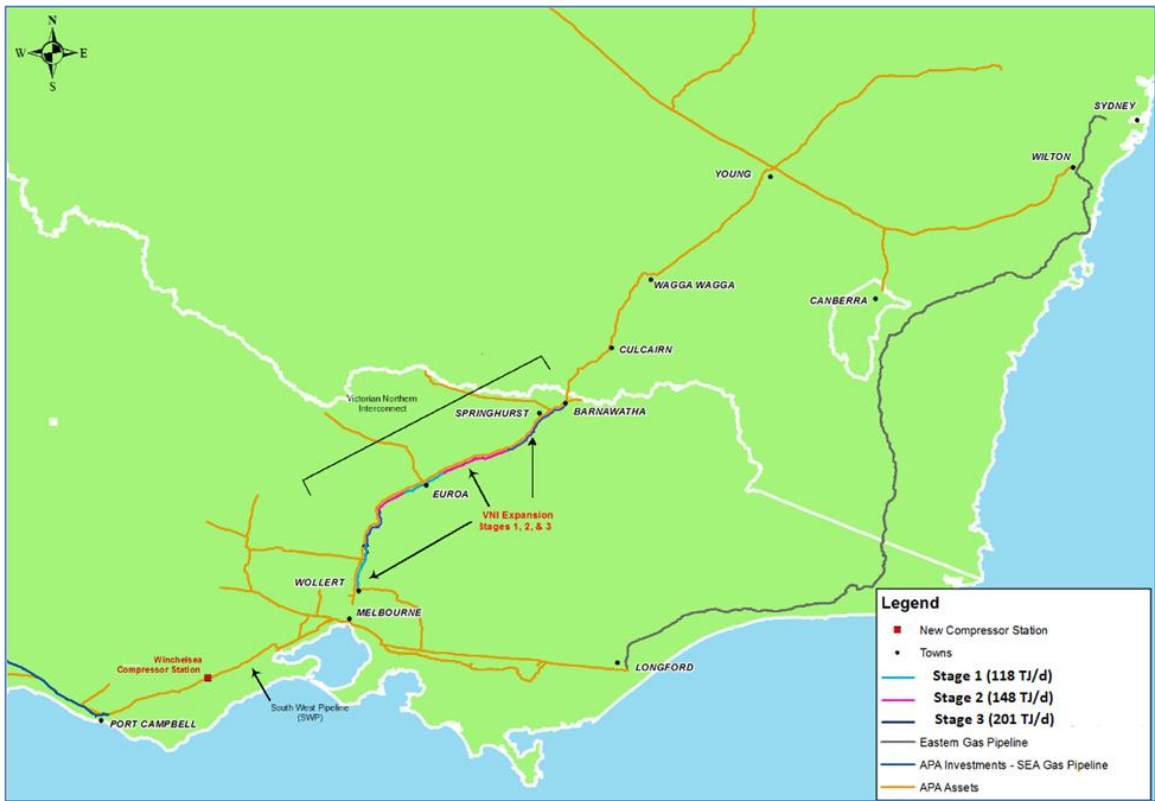 N
W E
S
SYDNEY
WILTON
YOUNG
WAGGA WAGGA
CANBERRA
CULCAIRN
Victorian Northern
Interconnect
SPRINGHURST
BARNAWATHA
EUROA
VNI Expansion
Stages 1, 2, & 3
WOLLERT
MELBOURNE
Winchelsea
Compressor Station
LONGFORD
South West Pipeline
(SWP)
PORT CAMPBELL
Legend
New Compressor Station
Towns
Stage 1 (118 TJ/d)
Stage 2 (148 TJ/d)
Stage 3 (201 TJ/d)
Eastern Gas Pipeline
APA Investments - SEA Gas Pipeline
APA Assets